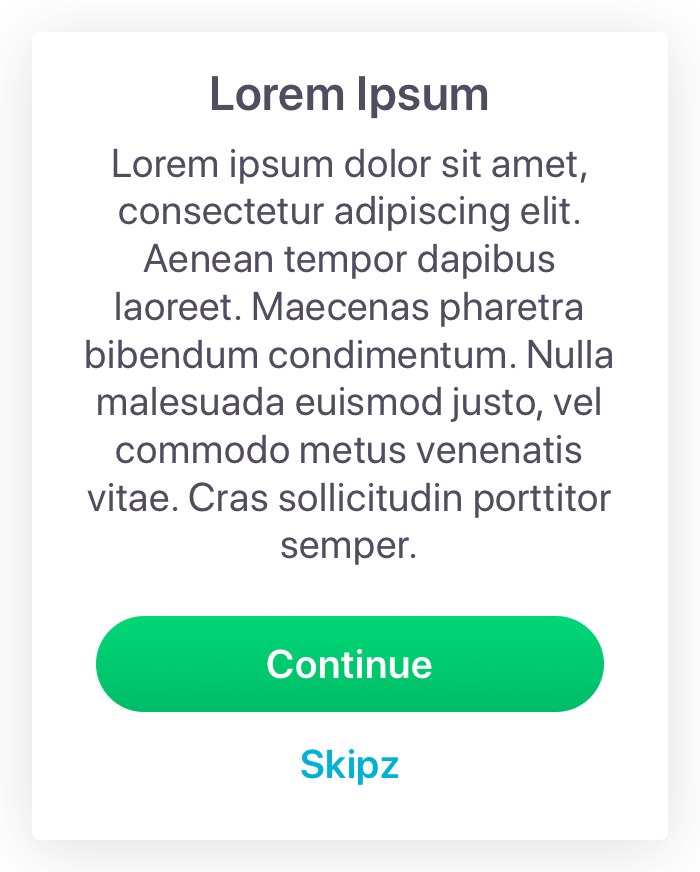 Lorem Ipsum
Lorem ipsum dolor sit amet,
consectetur adipiscing elit.
Aenean tempor dapibus
laoreet. Maecenas pharetra
bibendum condimentum. Nulla
malesuada euismod justo, vel
commodo metus venenatis
vitae. Cras sollicitudin porttitor
semper.
Continue
Skipz